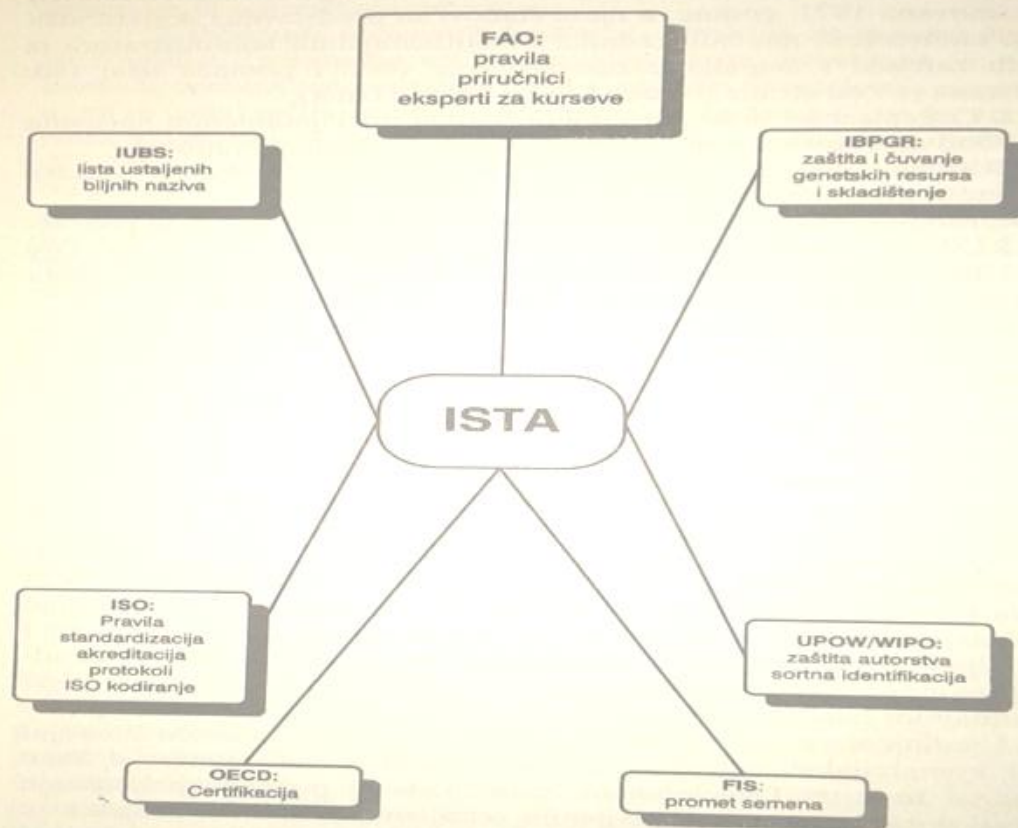 FAO:
pravila
priručnici
eksperti za kurseve
IUBS:
lista ustaljenih
biljnih naziva
IBPGR:
zaštita i čuvanje
genetskih resursa
i skladištenje
ISTA
ISO:
Pravila
standardizacija
akreditacija
protokoli
ISO kodiranje
UPOW/WIPO:
zaštita autorstva
sortna identifikacija
OECD:
Certifikacija
FIS:
promet semena